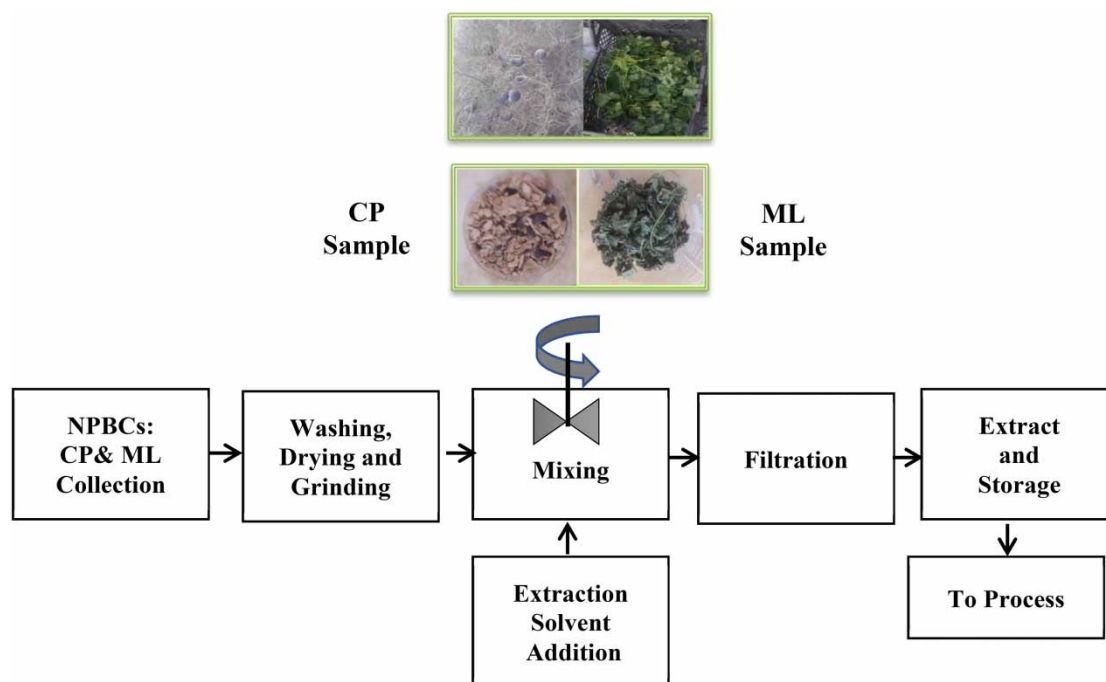 CP
Sample
ML
Sample
NPBCs:
CP& ML
Collection
Washing,
Drying and
Grinding
Mixing
Filtration
Extract
and
Storage
Extraction
Solvent
Addition
To Process